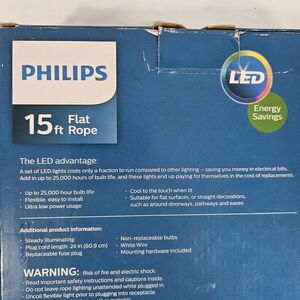 PHILIPS
LED
15ft Flat Rope
Energy Savings
The LED advantage:
A set of LED lights costs only a fraction to run compared to other lighting – saving you money in electrical bills.
Add in up to 25,000 hours of bulb life, and these lights end up paying for themselves in the cost of replacements.
• Up to 25,000 hour bulb life
• Flexible, easy to install
• Ultra low power usage
• Cool to the touch when lit
• Suitable for flat surfaces, or straight decorations,
such as around doorways, pathways and eaves
Additional product information:
• Steady illuminating
• Plug cord length: 24 in (60.9 cm)
• Replaceable fuse plug
• Non-replaceable bulbs
• White Wire
• Mounting hardware included
WARNING: • Risk of fire and electric shock.
• Read important safety instructions and cautions inside.
• Do not leave rope lighting unattended while plugged in.
• Uncoil flexible light prior to plugging into receptacle.